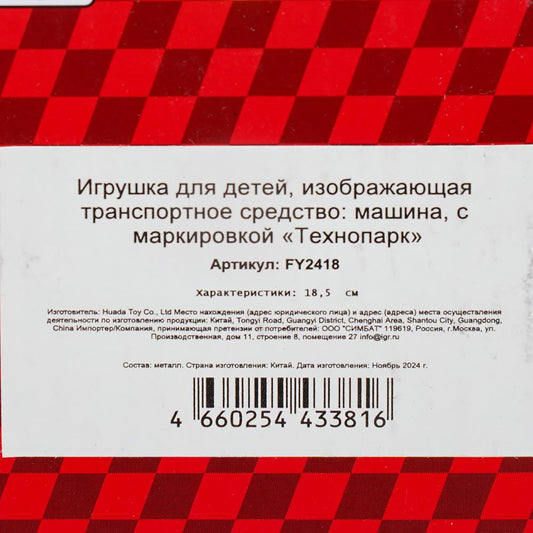 Игрушка для детей, изображающая
транспортное средство: машина, с
маркировкой «Технопарк»
Артикул: FY2418
Характеристики: 18,5 см
Изготовитель: Huada Toy Co., Ltd Место нахождения (адрес юридического лица) и адрес (адреса) места осуществления
деятельности по изготовлению продукции: Китай, Tongyi Road, Guangyi District, Chenghai Area, Shantou City, Guangdong,
China Импортер/Компания, принимающая претензии от потребителей: ООО "СИМБАТ" 119619, Россия, г.Москва, ул.
Производственная, дом 11, строение 8, помещение 27 info@igr.ru
Состав: металл. Страна изготовления: Китай. Дата изготовления: Ноябрь 2024 г.
4 660254 433816